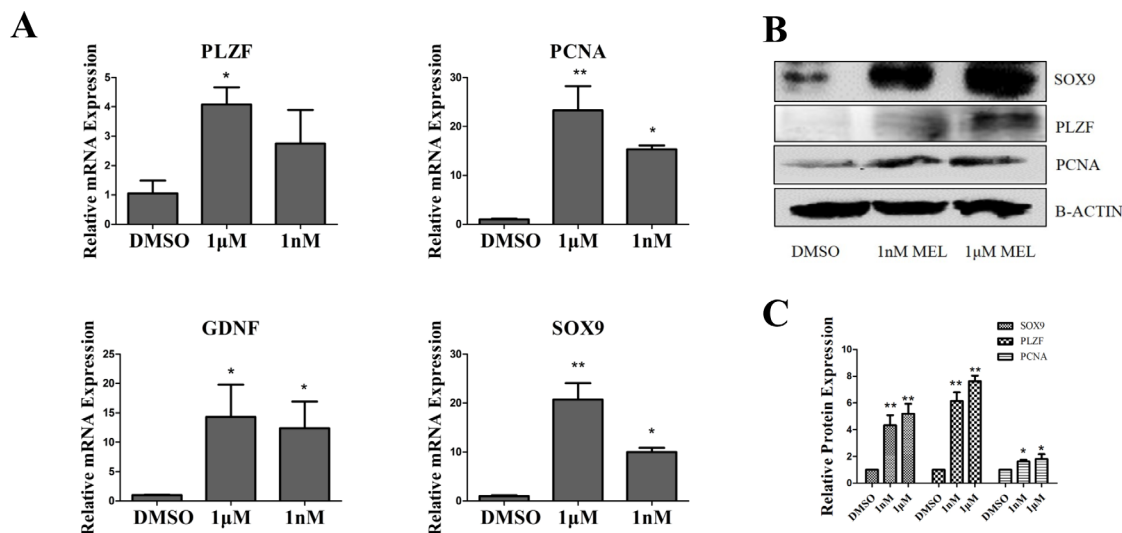 A
PLZF
Relative mRNA Expression
5
4
3
2
1
0
*
DMSO 1μM 1nM
PCNA
Relative mRNA Expression
30
20
10
0
**
*
DMSO 1μM 1nM
GDNF
Relative mRNA Expression
25
20
15
10
5
0
*
*
DMSO 1μM 1nM
SOX9
Relative mRNA Expression
30
20
10
0
**
*
DMSO 1μM 1nM
B
SOX9
PLZF
PCNA
B-ACTIN
DMSO 1nM MEL 1μM MEL
C
SOX9
PLZF
PCNA
Relative Protein Expression
10
8
6
4
2
0
** ** ** ** * *
DMSO 1nM 1μM DMSO 1nM 1μM DMSO 1nM 1μM